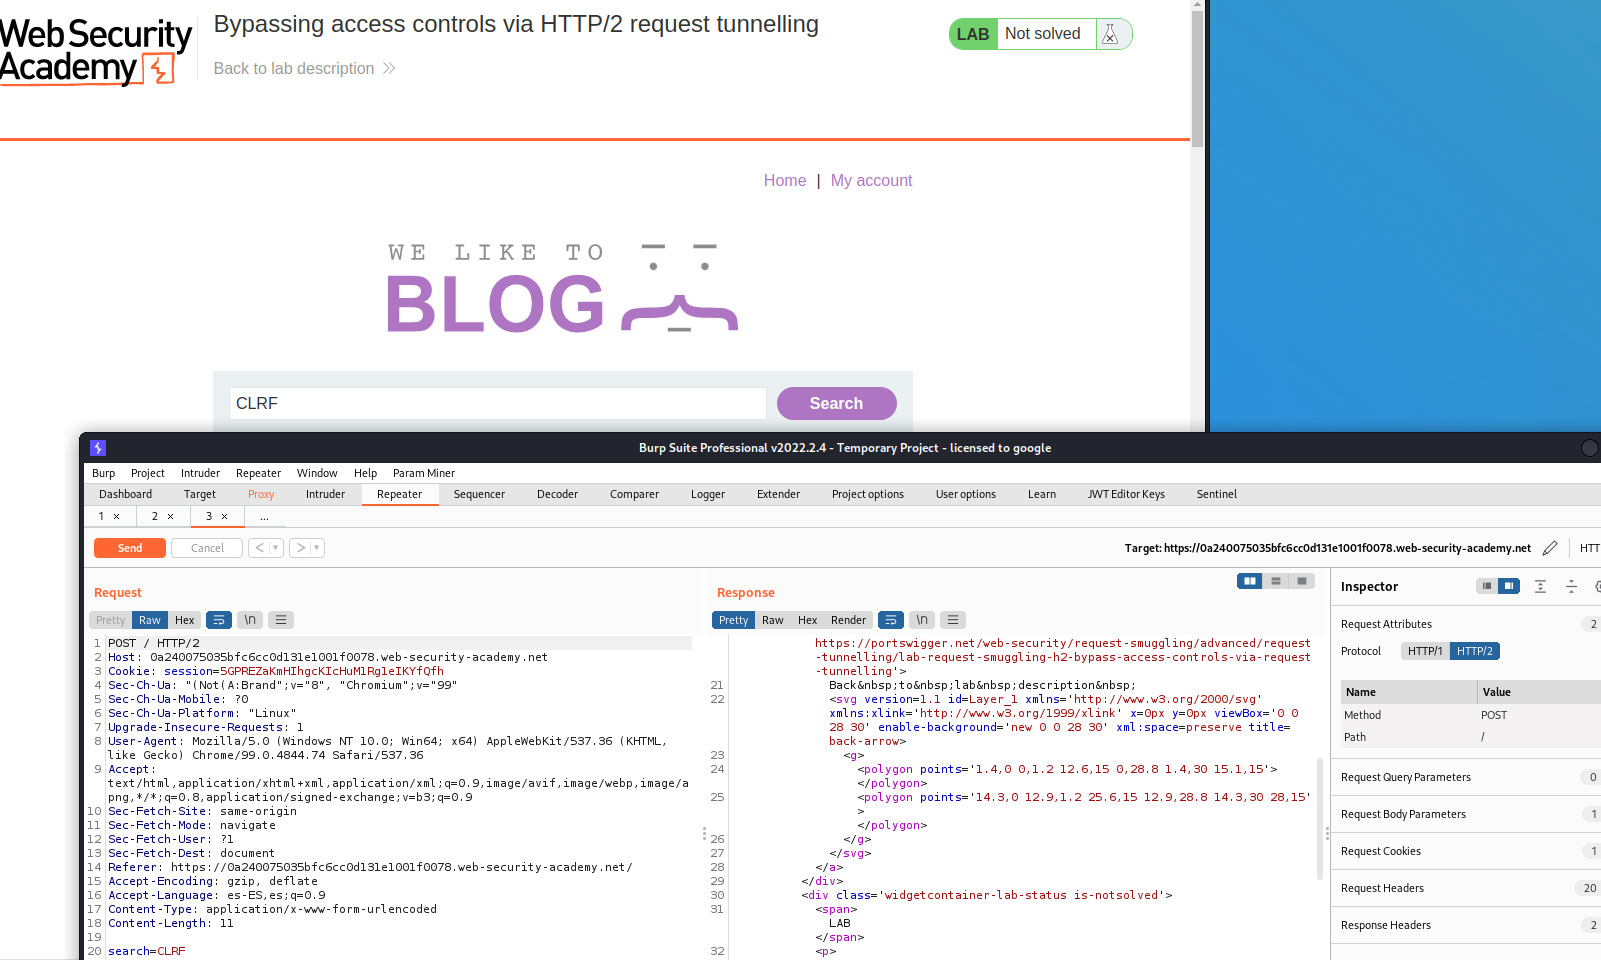 Web Security
Academy
Bypassing access controls via HTTP/2 request tunnelling
Back to lab description
LAB
Not solved
Home | My account
WE LIKE TO
BLOG
CLRF
Search
Burp Suite Professional v2022.2.4 - Temporary Project - licensed to google
Burp Project Intruder Repeater Window Help Param Miner
Dashboard Target Proxy Intruder Repeater Sequencer Decoder Comparer Logger Extender Project options User options Learn JWT Editor Keys Sentinel
1 × 2 × 3 × ...
Send Cancel < > Target: https://0a240075035bfc6cc0d131e1001f0078.web-security-academy.net HTT
Request
Pretty Raw Hex \n
1 POST / HTTP/2
2 Host: 0a240075035bfc6cc0d131e1001f0078.web-security-academy.net
3 Cookie: session=5GPREZaKmHIhgcKIcHuMlRgleIKYfQfh
4 Sec-Ch-Ua: "(Not(A:Brand";v="8", "Chromium";v="99"
5 Sec-Ch-Ua-Mobile: ?0
6 Sec-Ch-Ua-Platform: "Linux"
7 Upgrade-Insecure-Requests: 1
8 User-Agent: Mozilla/5.0 (Windows NT 10.0; Win64; x64) AppleWebKit/537.36 (KHTML,
like Gecko) Chrome/99.0.4844.74 Safari/537.36
9 Accept:
text/html,application/xhtml+xml,application/xml;q=0.9,image/avif,image/webp,image/a
png,*/*;q=0.8,application/signed-exchange;v=b3;q=0.9
10 Sec-Fetch-Site: same-origin
11 Sec-Fetch-Mode: navigate
12 Sec-Fetch-User: ?1
13 Sec-Fetch-Dest: document
14 Referer: https://0a240075035bfc6cc0d131e1001f0078.web-security-academy.net/
15 Accept-Encoding: gzip, deflate
16 Accept-Language: es-ES,es;q=0.9
17 Content-Type: application/x-www-form-urlencoded
18 Content-Length: 11
19
20 search=CLRF
Response
Pretty Raw Hex Render \n
https://portswigger.net/web-security/request-smuggling/advanced/request
-tunnelling/lab-request-smuggling-h2-bypass-access-controls-via-request
-tunnelling'>
21 Back&nbsp;to&nbsp;lab&nbsp;description&nbsp;
22 <svg version=1.1 id=Layer_1 xmlns='http://www.w3.org/2000/svg'
xmlns:xlink='http://www.w3.org/1999/xlink' x=0px y=0px viewBox='0 0
28 30' enable-background='new 0 0 28 30' xml:space=preserve title=
back-arrow>
23 <g>
24 <polygon points='1.4,0 0,1.2 12.6,15 0,28.8 1.4,30 15.1,15'>
</polygon>
25 <polygon points='14.3,0 12.9,1.2 25.6,15 12.9,28.8 14.3,30 28,15'
>
</polygon>
26 </g>
27 </svg>
28 </a>
29 </div>
30 <div class='widgetcontainer-lab-status is-notsolved'>
31 <span>
LAB
</span>
32 <p>
Inspector
Request Attributes 2
Protocol HTTP/1 HTTP/2
Name Value
Method POST
Path /
Request Query Parameters 0
Request Body Parameters 1
Request Cookies 1
Request Headers 20
Response Headers 2